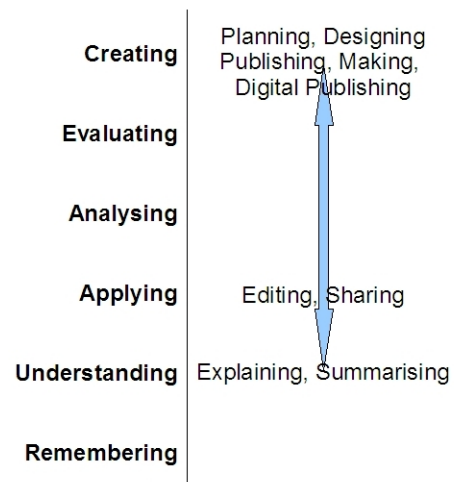 Creating
Planning, Designing
Publishing, Making,
Digital Publishing
Evaluating
Analysing
Applying
Editing, Sharing
Understanding
Explaining, Summarising
Remembering